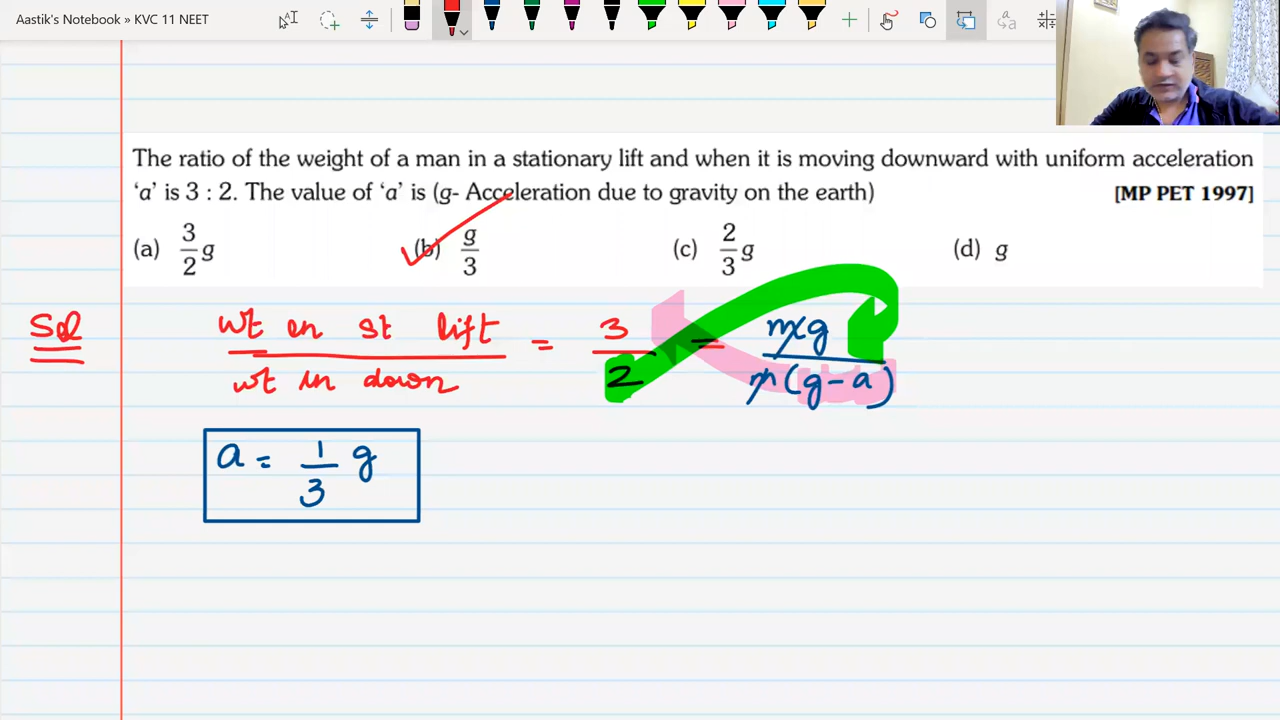 Aastik's Notebook » KVC 11 NEET
The ratio of the weight of a man in a stationary lift and when it is moving downward with uniform acceleration
'a' is 3 : 2. The value of 'a' is (g- Acceleration due to gravity on the earth) [MP PET 1997]
(a) 3/2 g (b) g/3 (c) 2/3 g (d) g
Sol wt in st lift / wt in down = 3/2 = mg / m(g-a)
a = 1/3 g